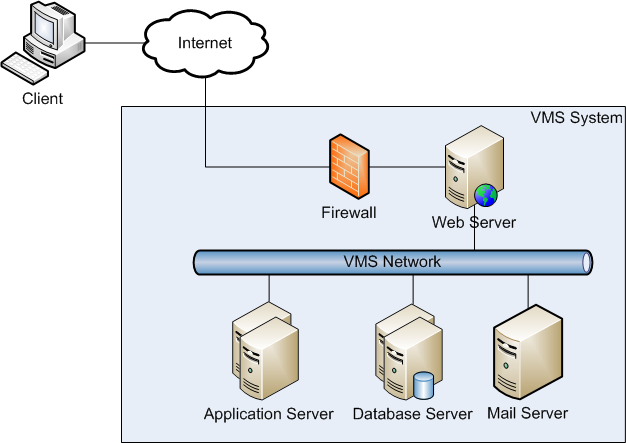 Internet
Client
VMS System
Firewall
Web Server
VMS Network
Application Server
Database Server
Mail Server